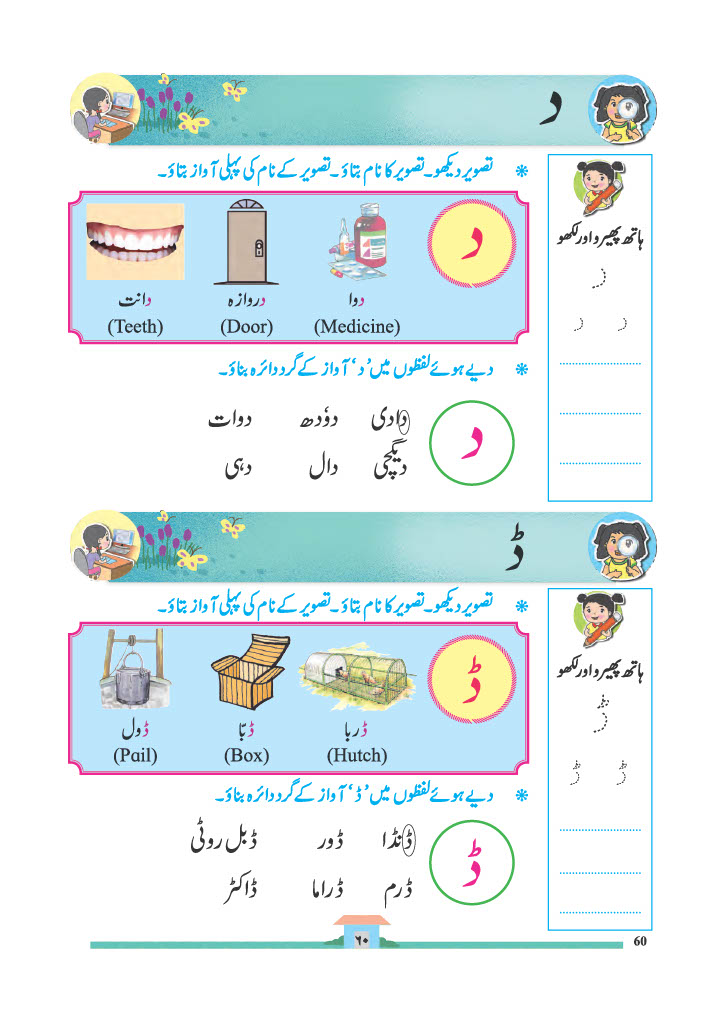 د
تصویر دیکھو۔ تصویر کا نام بتاؤ۔ تصویر کے نام کی پہلی آواز بتاؤ۔
د
دوا دروازہ دانت
(Medicine) (Door) (Teeth)
دیے ہوئے لفظوں میں ’د‘ آواز کے گرد دائرہ بناؤ۔
د
دادی دوٗدھ دوات
دیگچی دال دہی
ہاتھ پھیرو اور لکھو
د
د د
ڈ
تصویر دیکھو۔ تصویر کا نام بتاؤ۔ تصویر کے نام کی پہلی آواز بتاؤ۔
ڈ
ڈربا ڈبّا ڈول
(Hutch) (Box) (Pail)
دیے ہوئے لفظوں میں ’ڈ‘ آواز کے گرد دائرہ بناؤ۔
ڈ
ڈنڈا ڈور ڈبل روٹی
ڈرم ڈراما ڈاکٹر
ہاتھ پھیرو اور لکھو
ڈ
ڈ ڈ
۶۰
60